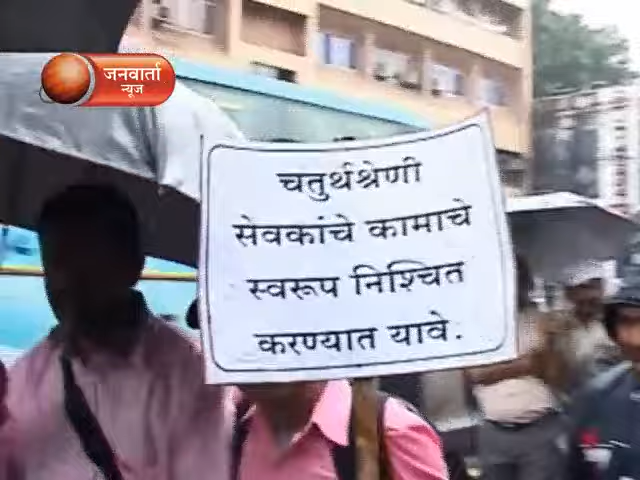 जनवार्ता
न्यूज
चतुर्थश्रेणी
सेवकांचे कामाचे
स्वरूप निश्चित
करण्यात यावे.